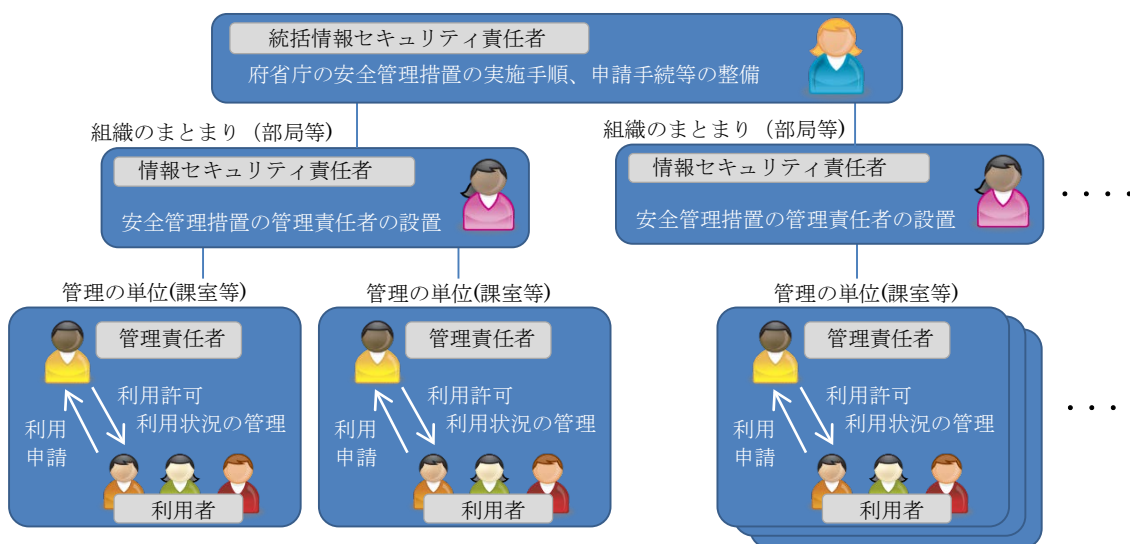 統括情報セキュリティ責任者
府省庁の安全管理措置の実施手順、申請手続等の整備
組織のまとまり（部局等）
組織のまとまり（部局等）
情報セキュリティ責任者
安全管理措置の管理責任者の設置
情報セキュリティ責任者
安全管理措置の管理責任者の設置
・・・・
管理の単位(課室等)
管理の単位(課室等)
管理の単位(課室等)
管理責任者
利用許可
利用状況の管理
利用
申請
利用者
管理責任者
利用許可
利用状況の管理
利用
申請
利用者
管理責任者
利用許可
利用状況の管理
利用
申請
利用者
・・・